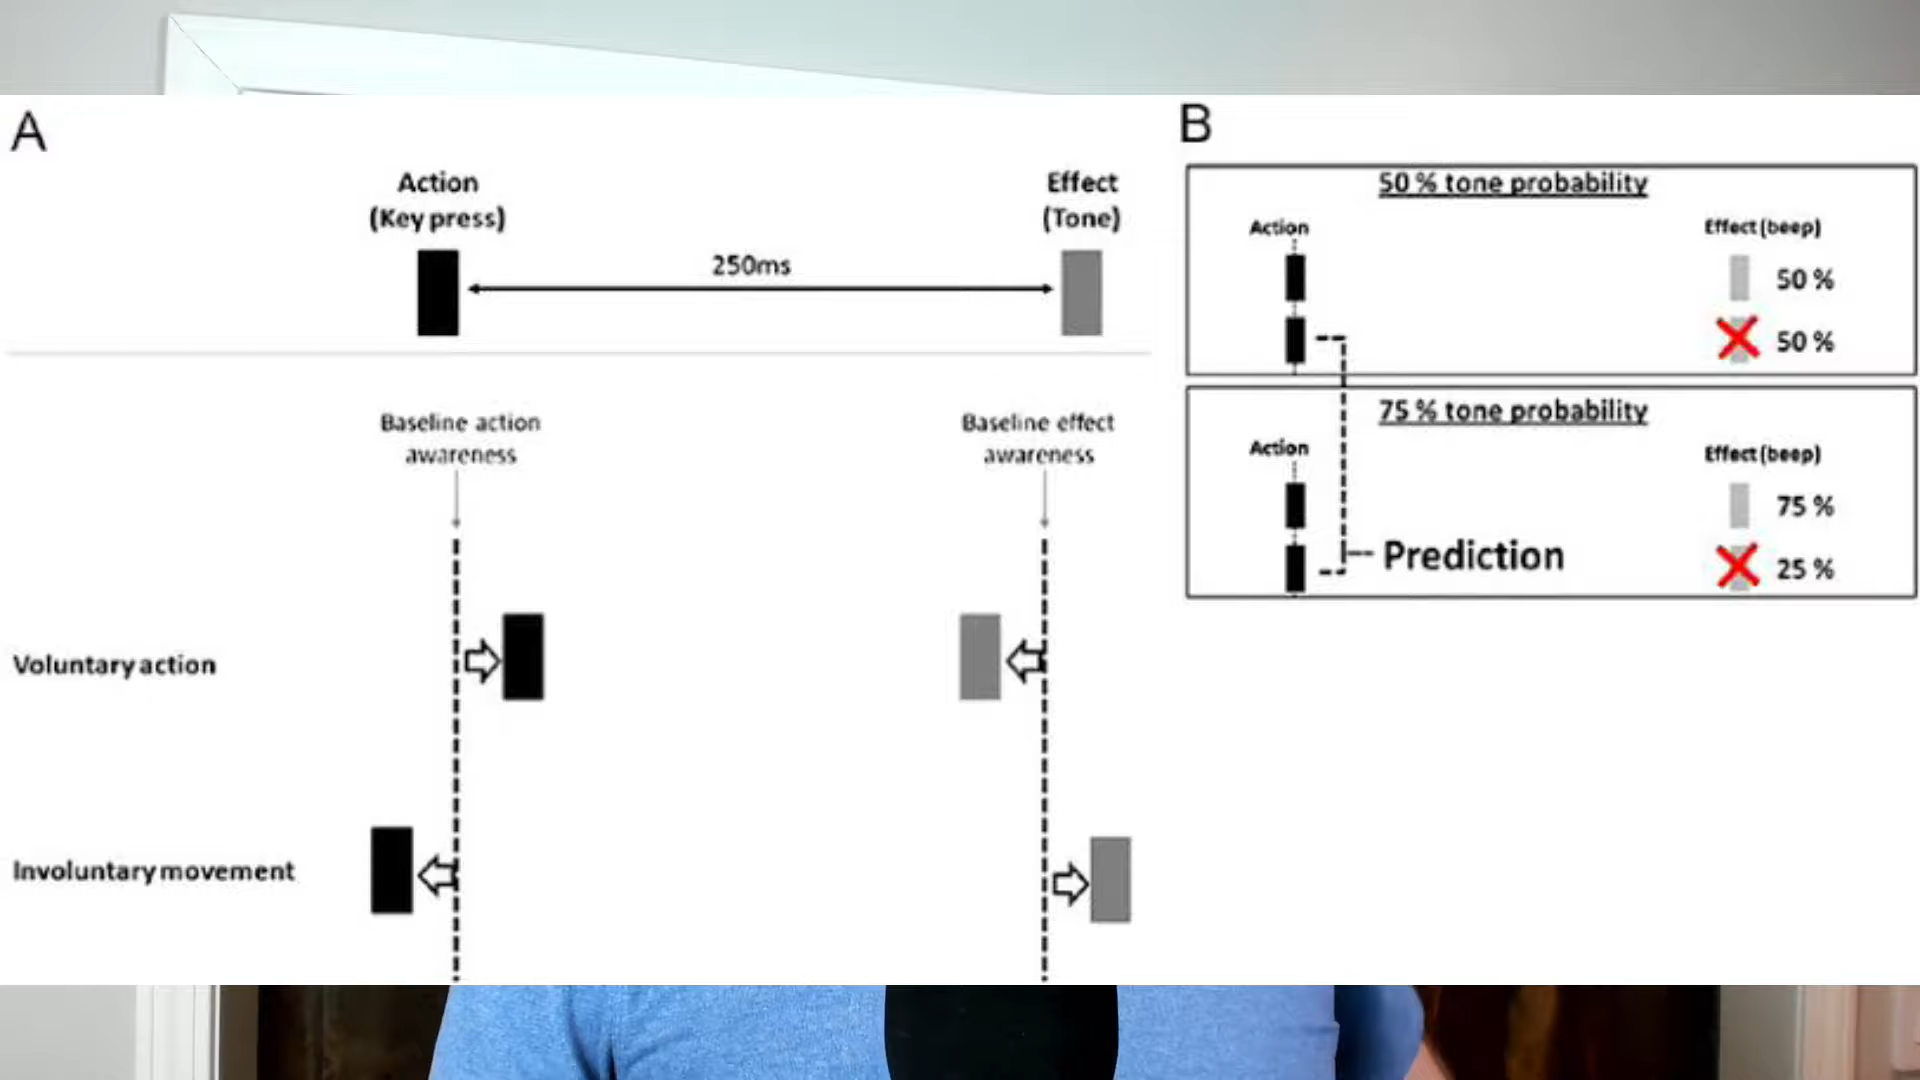 A
Action
(Key press)
Effect
(Tone)
250ms
Baseline action
awareness
Baseline effect
awareness
Voluntary action
Involuntary movement
B
50 % tone probability
Action
Effect (beep)
50 %
50 %
75 % tone probability
Action
Effect (beep)
75 %
Prediction
25 %